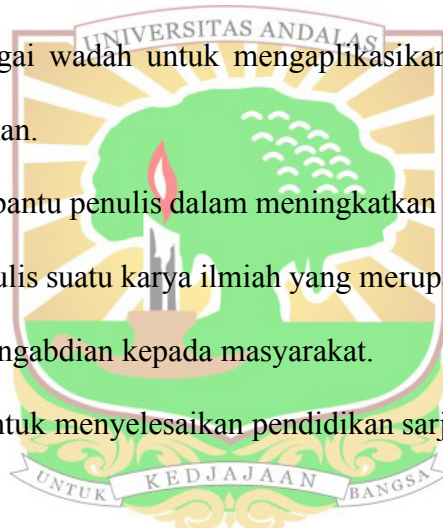 UNIVERSITAS ANDALAS
gai wadah untuk mengaplikasikan
an.
bantu penulis dalam meningkatkan
ulis suatu karya ilmiah yang merup
engabdian kepada masyarakat.
ntuk menyelesaikan pendidikan sarj
UNTUK KEDJAJAAN BANGSA